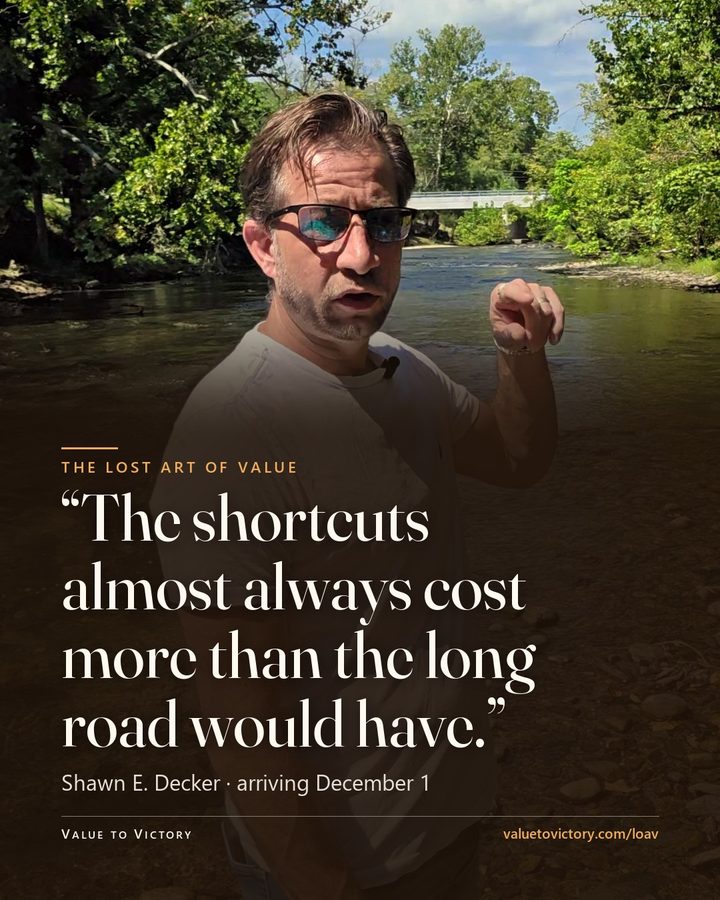 THE LOST ART OF VALUE
“The shortcuts
almost always cost
more than the long
road would have.”
Shawn E. Decker · arriving December 1
VALUE TO VICTORY
valuetovictory.com/loav